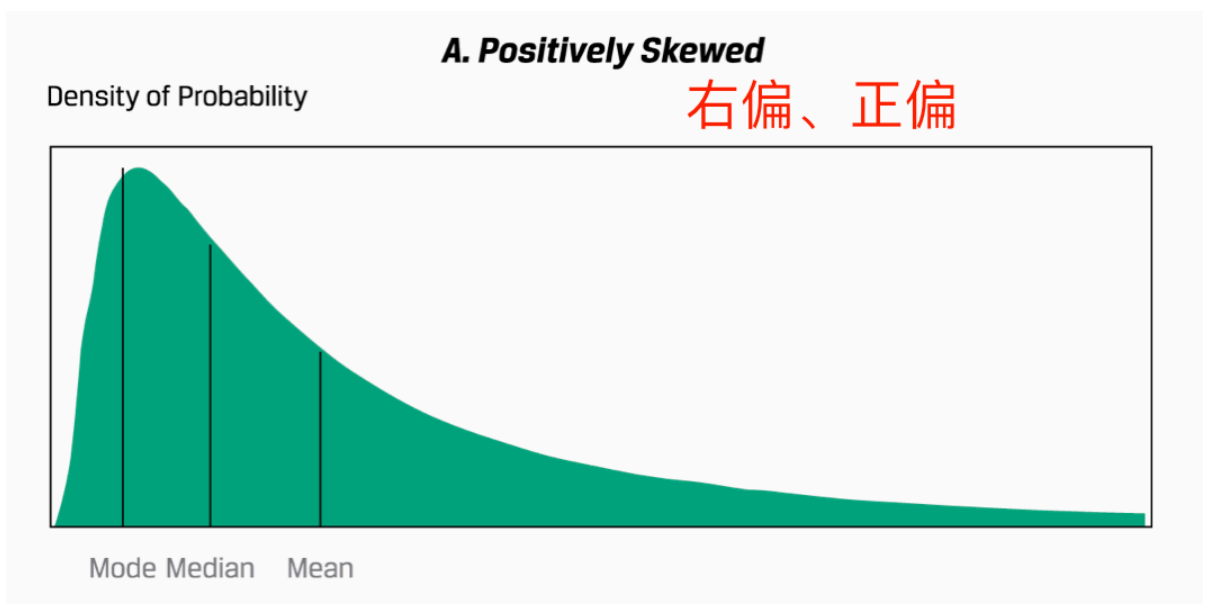 A. Positively Skewed
Density of Probability
右偏、正偏
Mode Median Mean